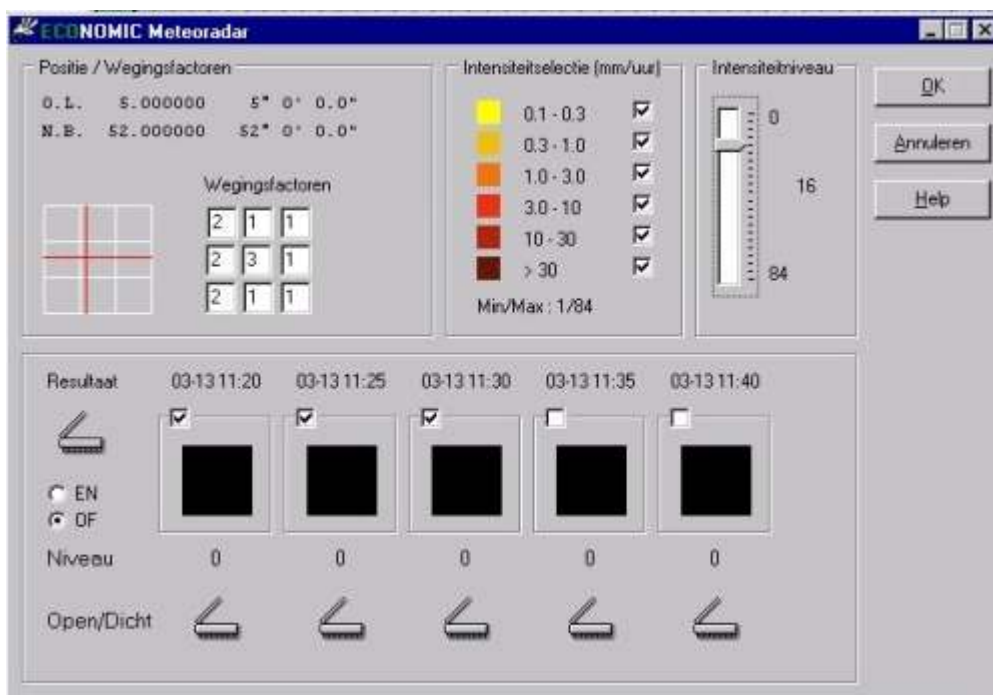 ECONOMIC Meteoradar
Positie / Wegingsfactoren
O.L. 5.000000 5° 0' 0.0"
N.B. 52.000000 52° 0' 0.0"
Wegingsfactoren
2 1 1
2 3 1
2 1 1
Intensiteitselectie (mm/uur)
0.1 - 0.3
0.3 - 1.0
1.0 - 3.0
3.0 - 10
10 - 30
> 30
Min/Max : 1/84
Intensiteitniveau
0
16
84
OK
Annuleren
Help
Resultaat 03-13 11:20 03-13 11:25 03-13 11:30 03-13 11:35 03-13 11:40
EN
OF
Niveau 0 0 0 0 0
Open/Dicht